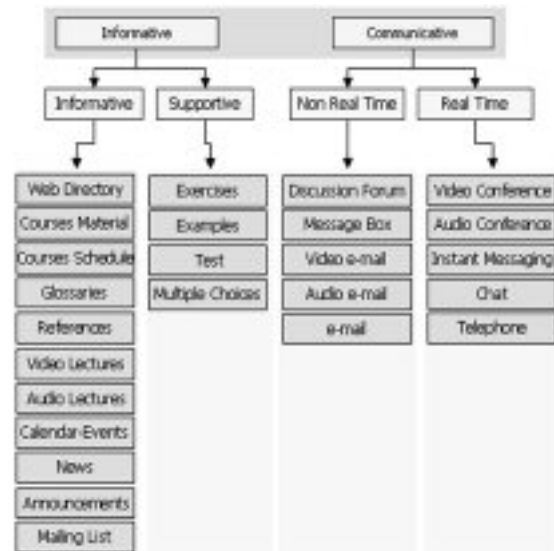 Informative
Communicative
Informative
Supportive
Non Real Time
Real Time
Web Directory
Courses Material
Courses Schedule
Glossaries
References
Video Lectures
Audio Lectures
Calendar-Events
News
Announcements
Mailing List
Exercises
Examples
Test
Multiple Choices
Discussion Forum
Message Box
Video e-mail
Audio e-mail
e-mail
Video Conference
Audio Conference
Instant Messaging
Chat
Telephone